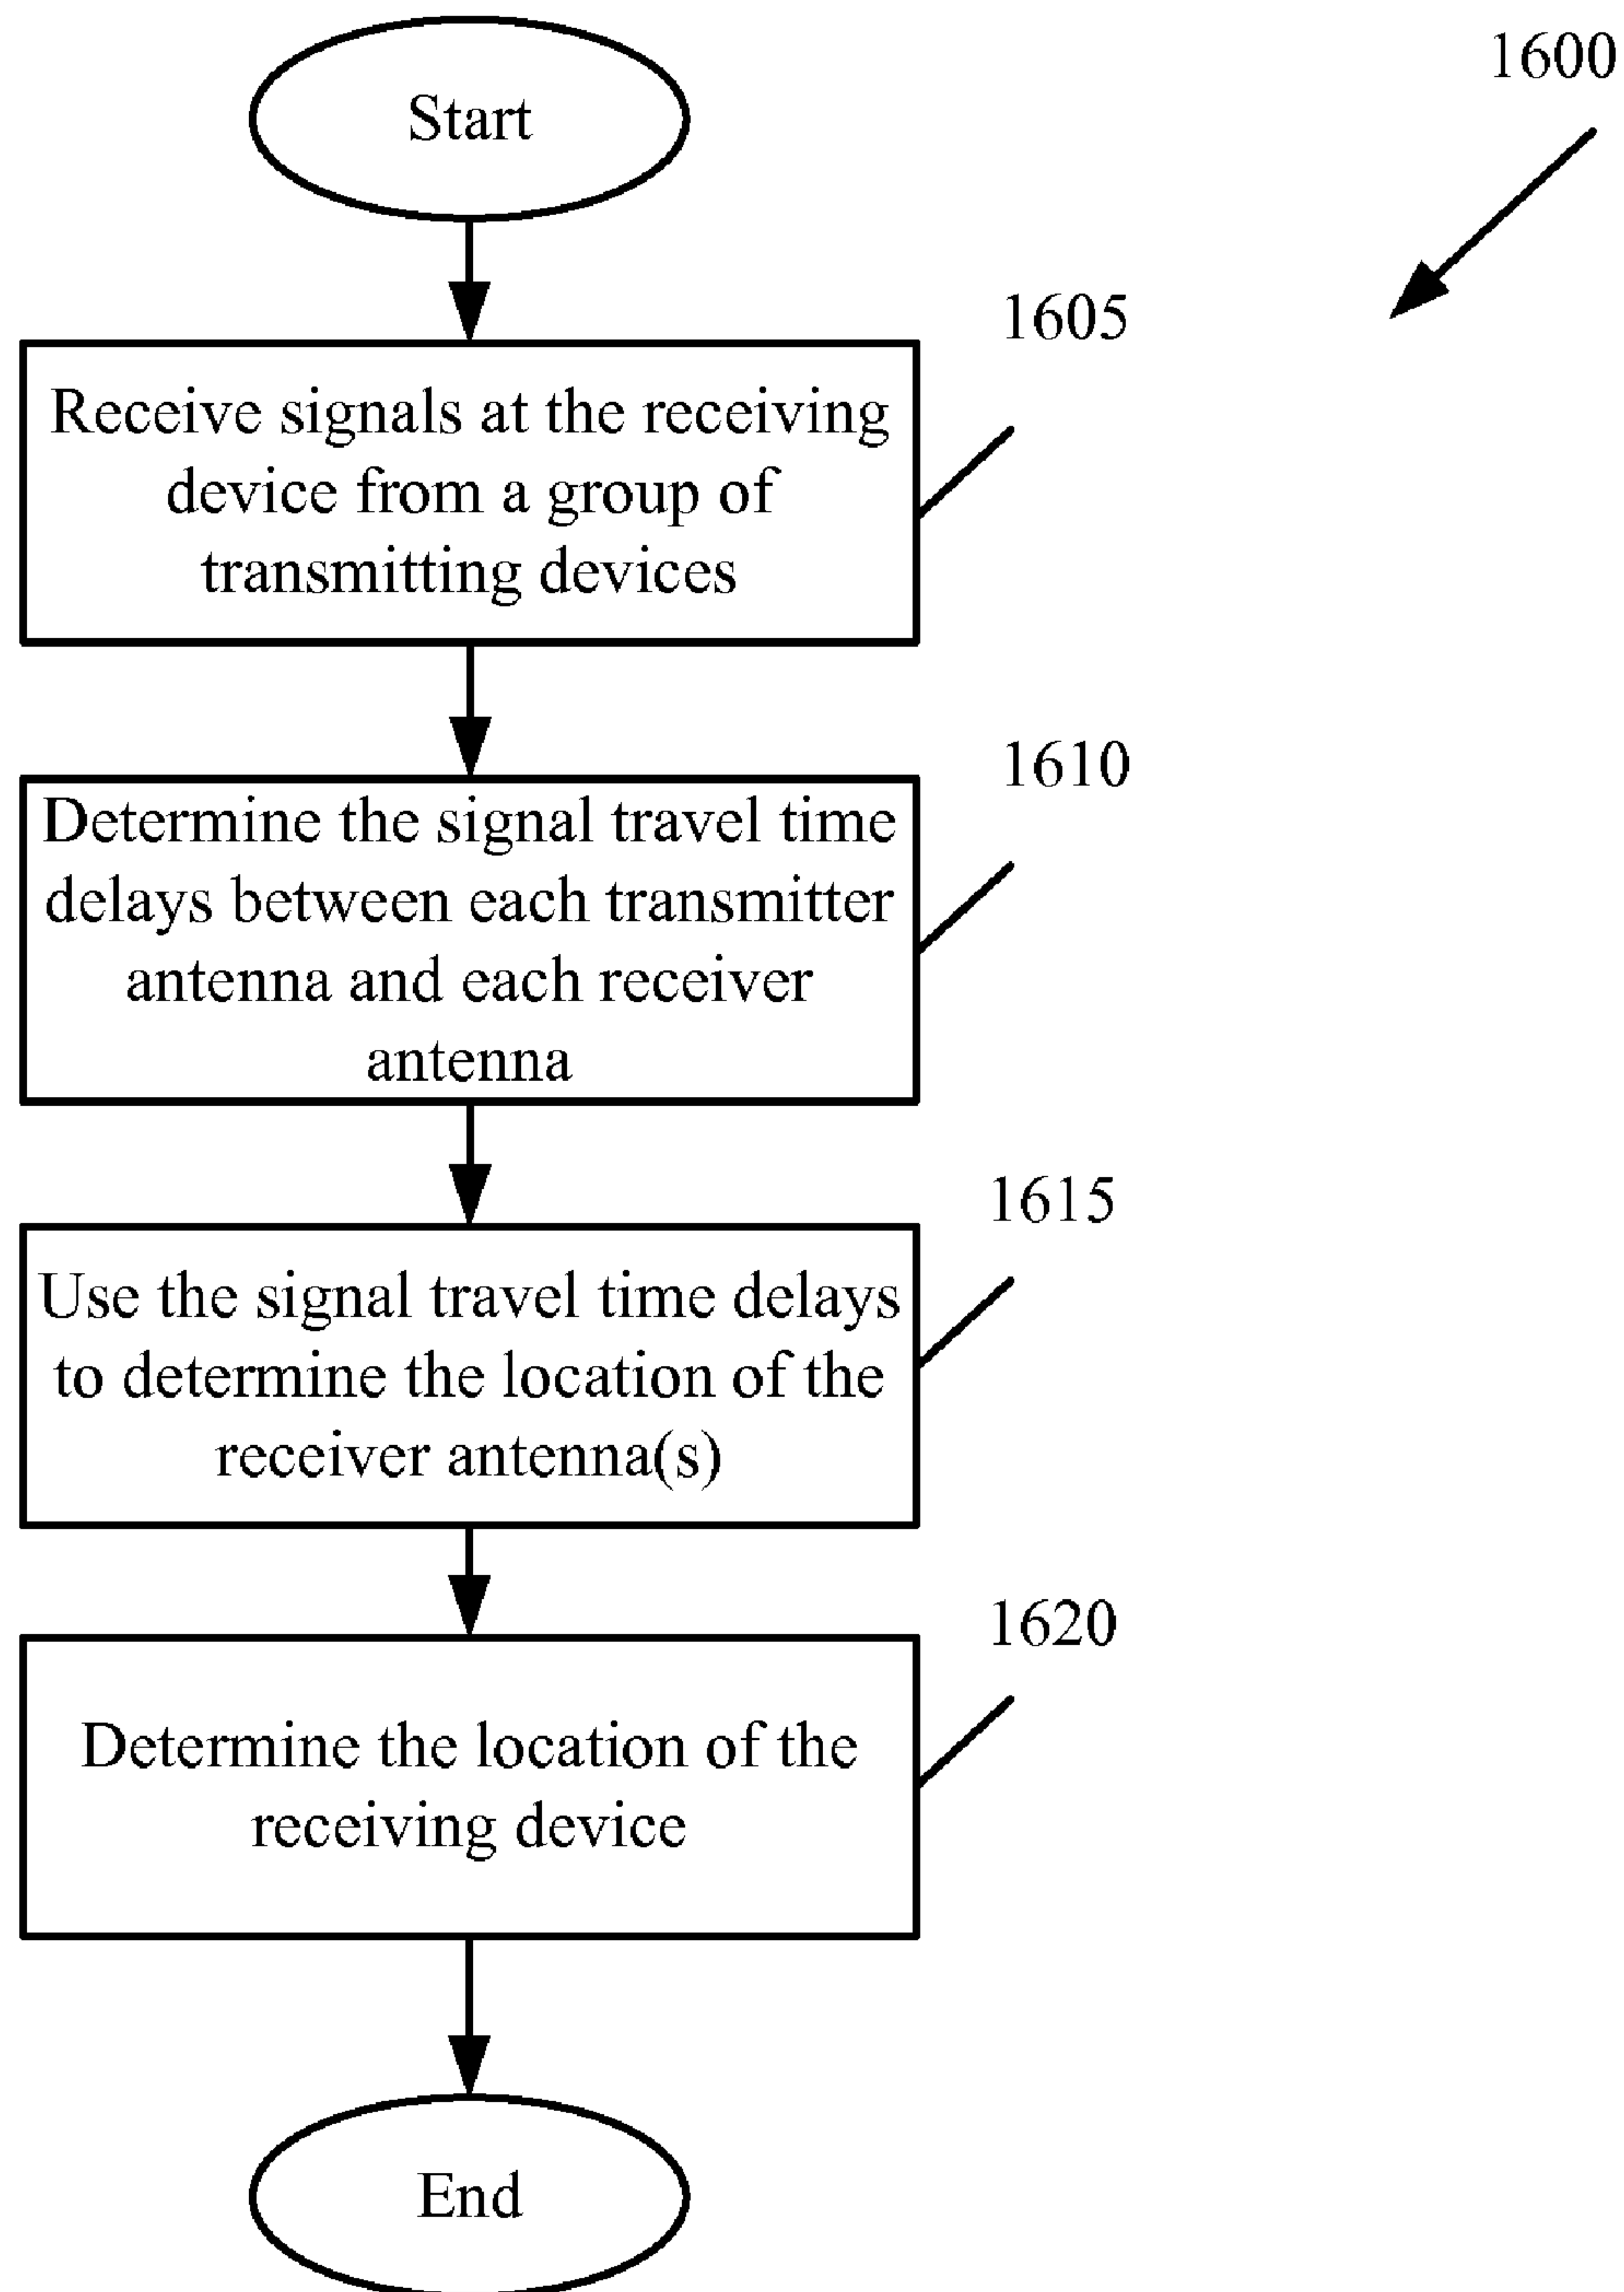 Start
1600
1605
Receive signals at the receiving
device from a group of
transmitting devices
1610
Determine the signal travel time
delays between each transmitter
antenna and each receiver
antenna
1615
Use the signal travel time delays
to determine the location of the
receiver antenna(s)
1620
Determine the location of the
receiving device
End